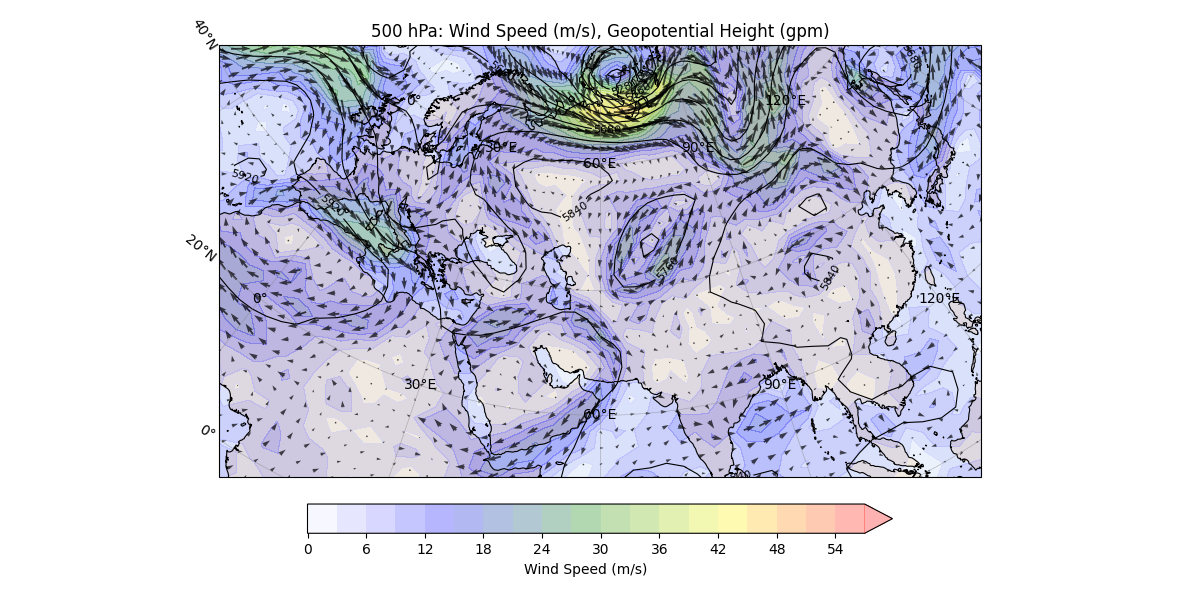 500 hPa: Wind Speed (m/s), Geopotential Height (gpm)
40°N
0°
120°E
30°E
90°E
60°E
5920
5840
20°N
5760
5840
0°
120°E
30°E
90°E
60°E
0°
0 6 12 18 24 30 36 42 48 54
Wind Speed (m/s)